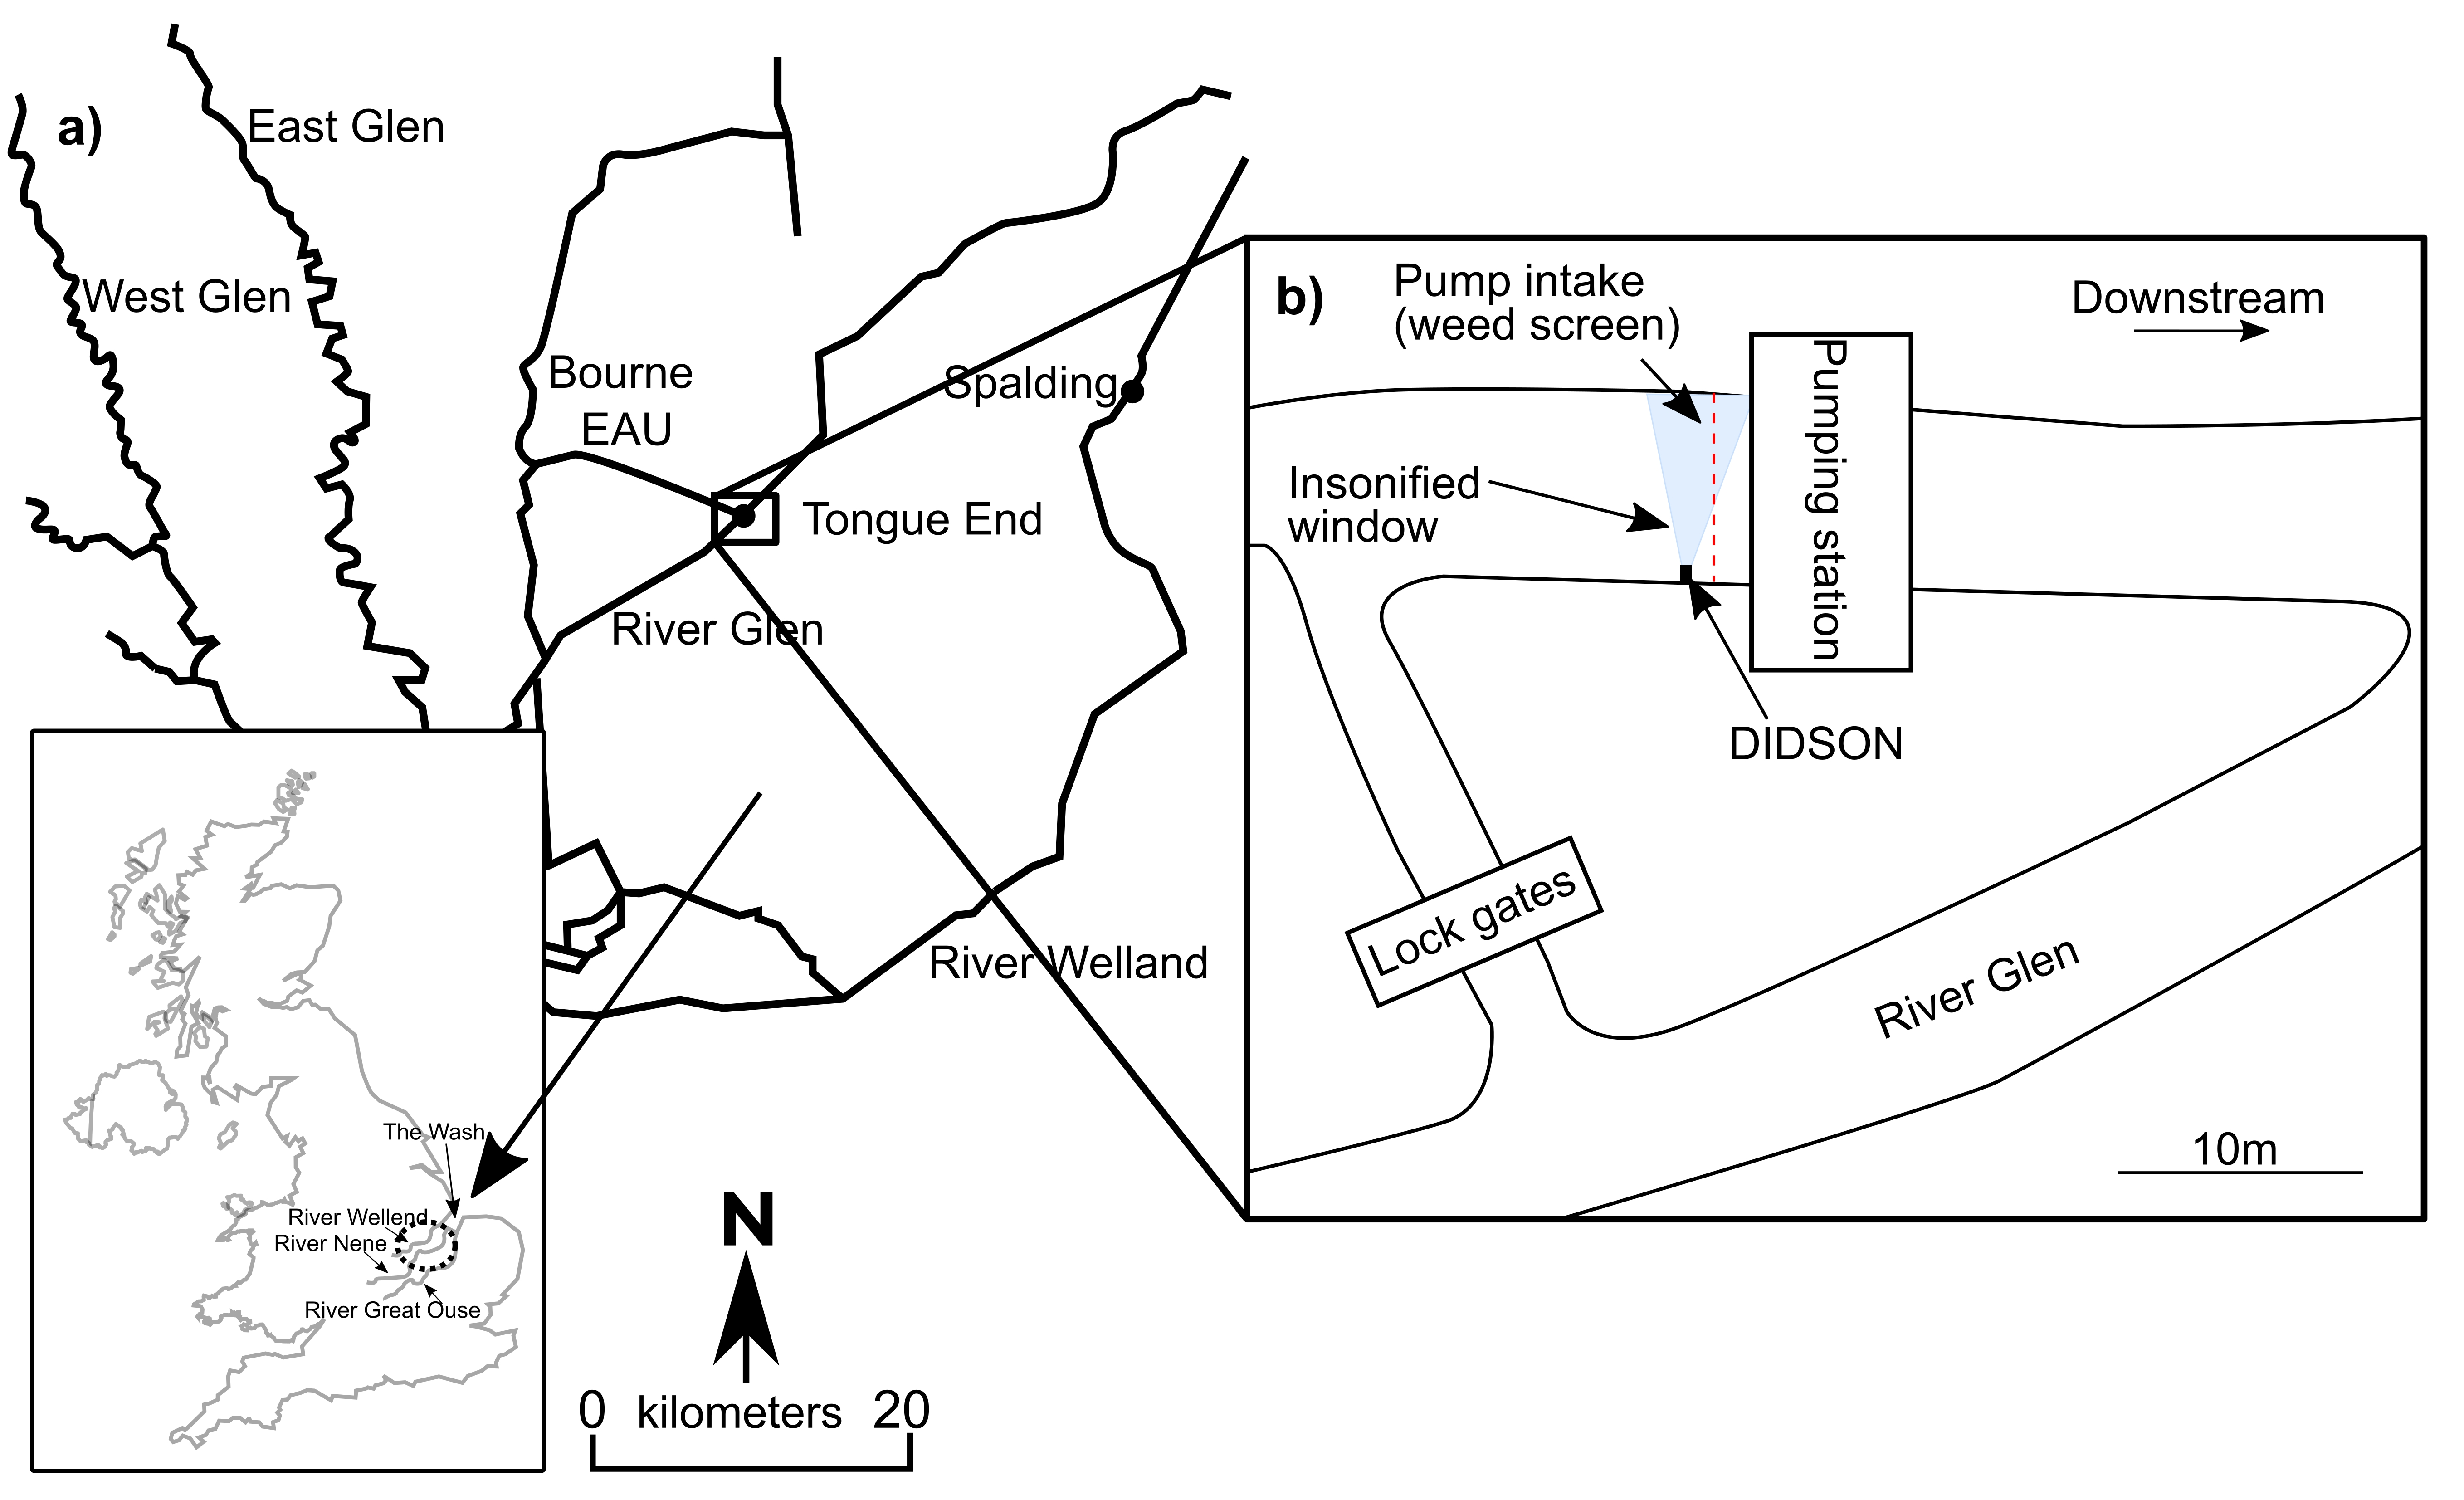 a)
East Glen
West Glen
Bourne
EAU
Spalding
Tongue End
River Glen
River Welland
The Wash
River Wellend
River Nene
River Great Ouse
N
0 kilometers 20
b)
Pump intake
(weed screen)
Downstream
Pumping station
Insonified
window
DIDSON
Lock gates
River Glen
10m